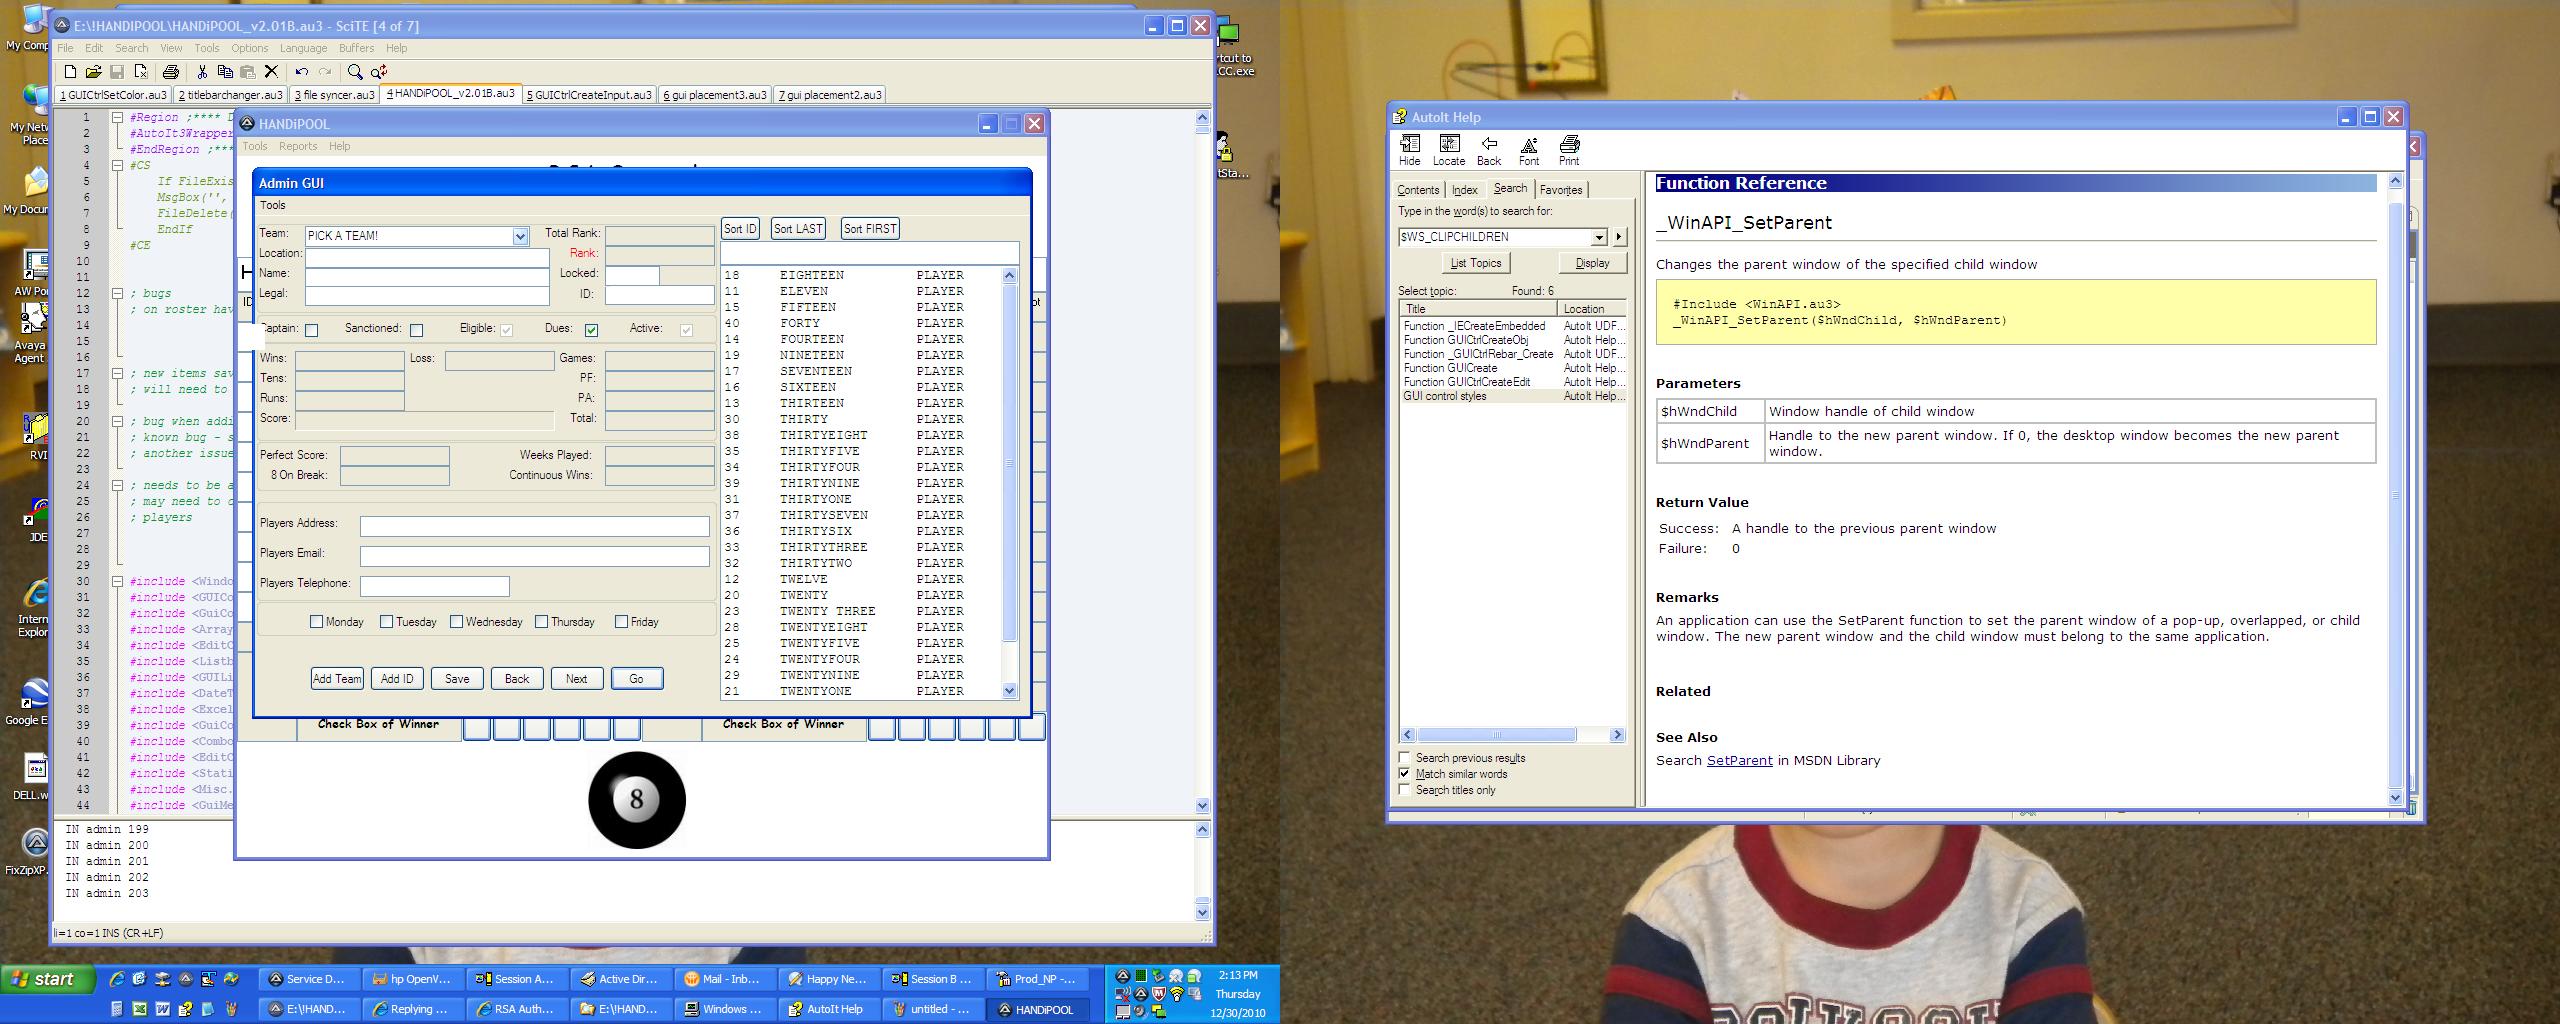 E:\!HANDIPOOL\HANDiPOOL_v2.01B.au3 - SciTE [4 of 7]
File Edit Search View Tools Options Language Buffers Help
1 GUICtrlSetColor.au3 2 titlebarchanger.au3 3 file syncer.au3 4 HANDiPOOL_v2.01B.au3 5 GUICtrlCreateInput.au3 6 gui placement3.au3 7 gui placement2.au3
1 #Region ;****
2 #AutoIt3Wrapper
3 #EndRegion ;****
4 #CS
5 If FileExis
6 MsgBox('',
7 FileDelete(
8 EndIf
9 #CE
10
11
12 ; bugs
13 ; on roster hav
14
15
16
17 ; new items sav
18 ; will need to
19
20 ; bug when addi
21 ; known bug - s
22 ; another issue
23
24 ; needs to be a
25 ; may need to c
26 ; players
27
28
29
30 #include <Windo
31 #include <GUICo
32 #include <GuiCo
33 #include <Array
34 #include <EditC
35 #include <Listb
36 #include <GUILi
37 #include <DateT
38 #include <Excel
39 #include <GuiCo
40 #include <Combo
41 #include <EditC
42 #include <Stati
43 #include <Misc.
44 #include <GuiMe
IN admin 199
IN admin 200
IN admin 201
IN admin 202
IN admin 203
li=1 co=1 INS (CR+LF)
HANDiPOOL
Tools Reports Help
Admin GUI
Tools
Team: PICK A TEAM! Total Rank:
Location: Rank:
Name: Locked:
Legal: ID:
Captain: Sanctioned: Eligible: Dues: Active:
Wins: Loss: Games:
Tens: PF:
Runs: PA:
Score: Total:
Perfect Score: Weeks Played:
8 On Break: Continuous Wins:
Players Address:
Players Email:
Players Telephone:
Monday Tuesday Wednesday Thursday Friday
Add Team Add ID Save Back Next Go
Sort ID Sort LAST Sort FIRST
18 EIGHTEEN PLAYER
11 ELEVEN PLAYER
15 FIFTEEN PLAYER
40 FORTY PLAYER
14 FOURTEEN PLAYER
19 NINETEEN PLAYER
17 SEVENTEEN PLAYER
16 SIXTEEN PLAYER
13 THIRTEEN PLAYER
30 THIRTY PLAYER
38 THIRTYEIGHT PLAYER
35 THIRTYFIVE PLAYER
34 THIRTYFOUR PLAYER
39 THIRTYNINE PLAYER
31 THIRTYONE PLAYER
37 THIRTYSEVEN PLAYER
36 THIRTYSIX PLAYER
33 THIRTYTHREE PLAYER
32 THIRTYTWO PLAYER
12 TWELVE PLAYER
20 TWENTY PLAYER
23 TWENTY THREE PLAYER
28 TWENTYEIGHT PLAYER
25 TWENTYFIVE PLAYER
24 TWENTYFOUR PLAYER
29 TWENTYNINE PLAYER
21 TWENTYONE PLAYER
Check Box of Winner Check Box of Winner
8
My Comp
My Netw
Place
My Docum
AW Po
Avaya
Agent
RVI
JDE
Intern
Explor
Google E
DELL.w
FixZipXP.
rtcut to
CC.exe
tSta...
AutoIt Help
Hide Locate Back Font Print
Contents Index Search Favorites
Type in the word(s) to search for:
$WS_CLIPCHILDREN
List Topics Display
Select topic: Found: 6
Title Location
Function _IECreateEmbedded AutoIt UDF...
Function GUICtrlCreateObj AutoIt Help...
Function _GUICtrlRebar_Create AutoIt UDF...
Function GUICreate AutoIt Help...
Function GUICtrlCreateEdit AutoIt Help...
GUI control styles AutoIt Help...
Search previous results
Match similar words
Search titles only
Function Reference
_WinAPI_SetParent
Changes the parent window of the specified child window
#Include <WinAPI.au3>
_WinAPI_SetParent($hWndChild, $hWndParent)
Parameters
$hWndChild Window handle of child window
$hWndParent Handle to the new parent window. If 0, the desktop window becomes the new parent
window.
Return Value
Success: A handle to the previous parent window
Failure: 0
Remarks
An application can use the SetParent function to set the parent window of a pop-up, overlapped, or child
window. The new parent window and the child window must belong to the same application.
Related
See Also
Search SetParent in MSDN Library
start
Service D... hp OpenV... Session A... Active Dir... Mail - Inb... Happy Ne... Session B ... Prod_NP -...
E:\!HAND... Replying ... RSA Auth... E:\!HAND... Windows ... AutoIt Help untitled - ... HANDiPOOL
2:13 PM
Thursday
12/30/2010